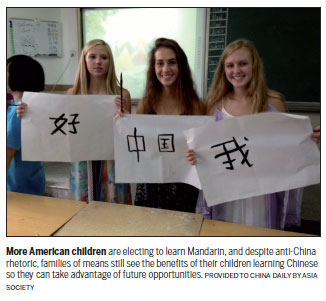 好
中国
我
More American children are electing to learn Mandarin, and despite anti-China
rhetoric, families of means still see the benefits of their children learning Chinese
so they can take advantage of future opportunities. PROVIDED TO CHINA DAILY BY ASIA
SOCIETY